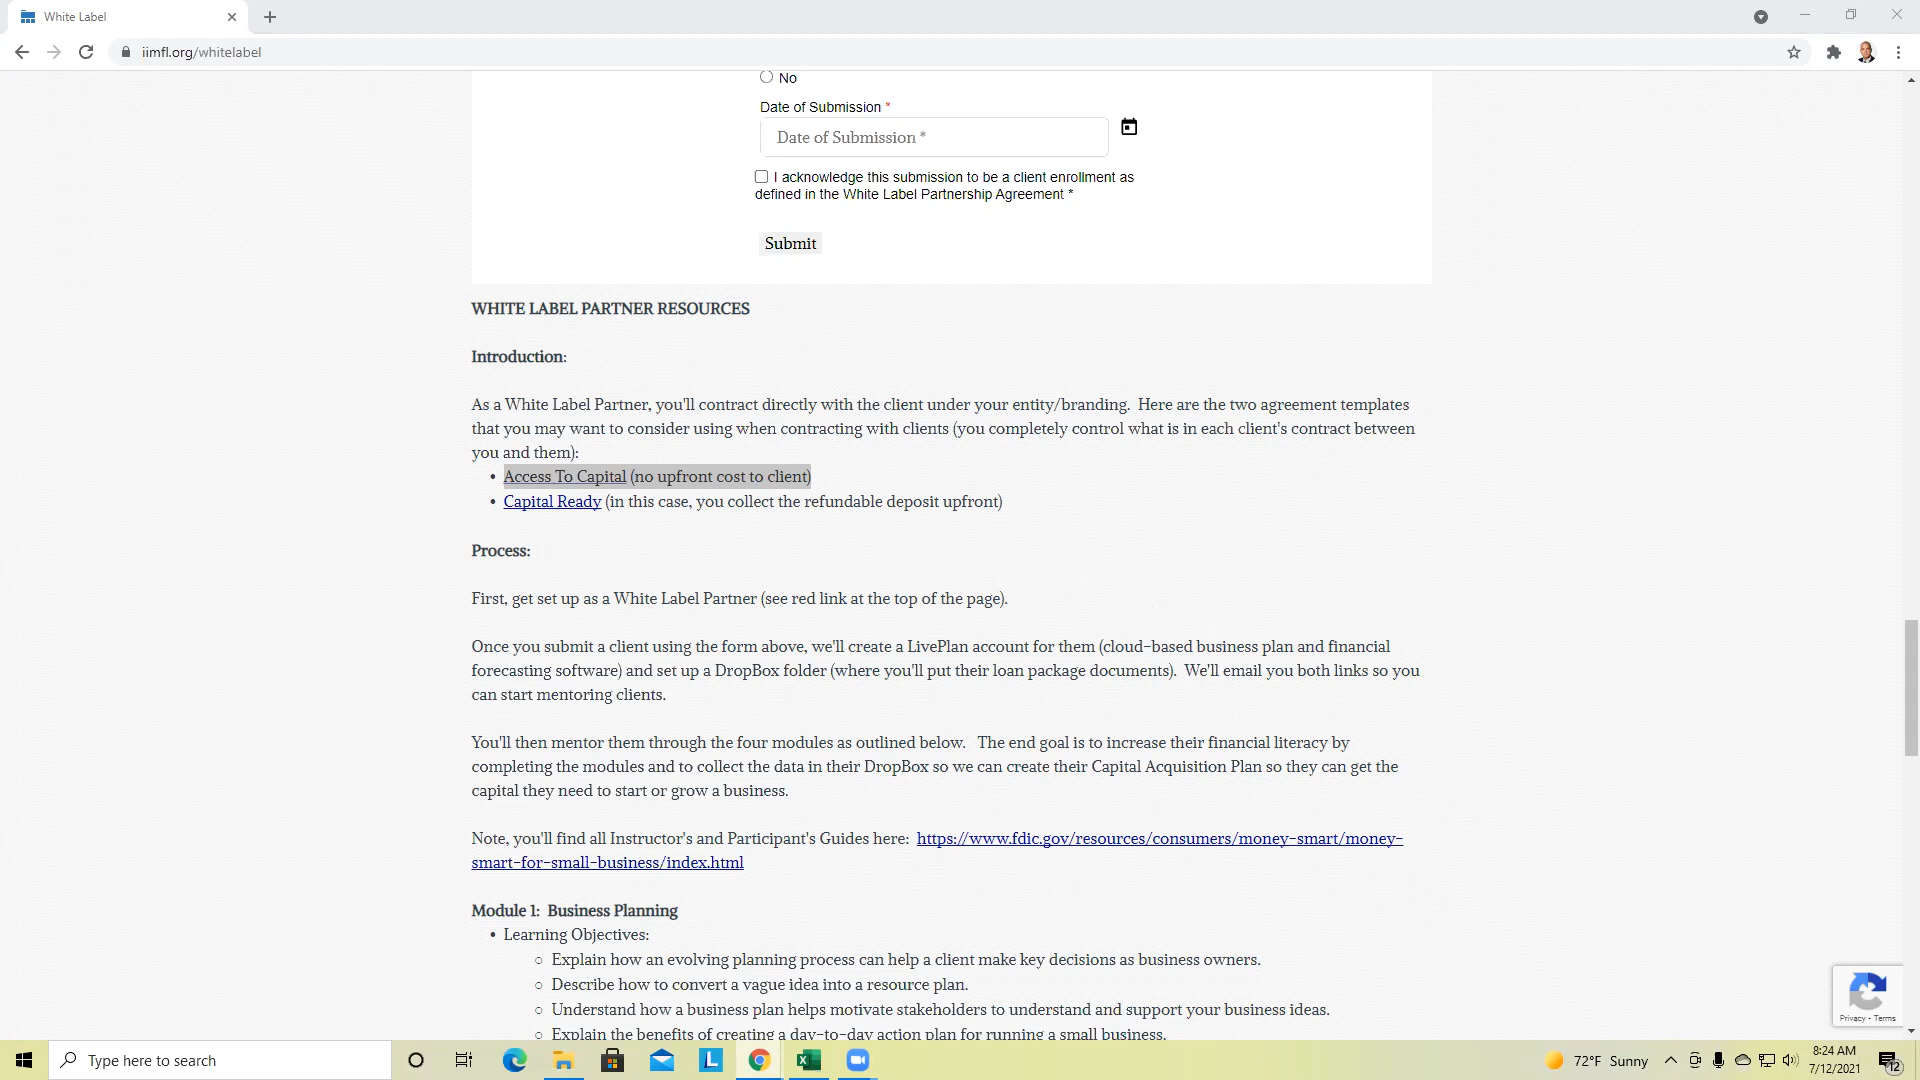 White Label
iimfl.org/whitelabel
No
Date of Submission *
Date of Submission *
I acknowledge this submission to be a client enrollment as
defined in the White Label Partnership Agreement *
Submit
WHITE LABEL PARTNER RESOURCES
Introduction:
As a White Label Partner, you'll contract directly with the client under your entity/branding.  Here are the two agreement templates
that you may want to consider using when contracting with clients (you completely control what is in each client's contract between
you and them):
• Access To Capital (no upfront cost to client)
• Capital Ready (in this case, you collect the refundable deposit upfront)
Process:
First, get set up as a White Label Partner (see red link at the top of the page).
Once you submit a client using the form above, we'll create a LivePlan account for them (cloud-based business plan and financial
forecasting software) and set up a DropBox folder (where you'll put their loan package documents).  We'll email you both links so you
can start mentoring clients.
You'll then mentor them through the four modules as outlined below.   The end goal is to increase their financial literacy by
completing the modules and to collect the data in their DropBox so we can create their Capital Acquisition Plan so they can get the
capital they need to start or grow a business.
Note, you'll find all Instructor's and Participant's Guides here:  https://www.fdic.gov/resources/consumers/money-smart/money-
smart-for-small-business/index.html
Module 1:  Business Planning
• Learning Objectives:
○ Explain how an evolving planning process can help a client make key decisions as business owners.
○ Describe how to convert a vague idea into a resource plan.
○ Understand how a business plan helps motivate stakeholders to understand and support your business ideas.
○ Explain the benefits of creating a day-to-day action plan for running a small business.
Privacy - Terms
Type here to search
72°F Sunny
8:24 AM
7/12/2021
12